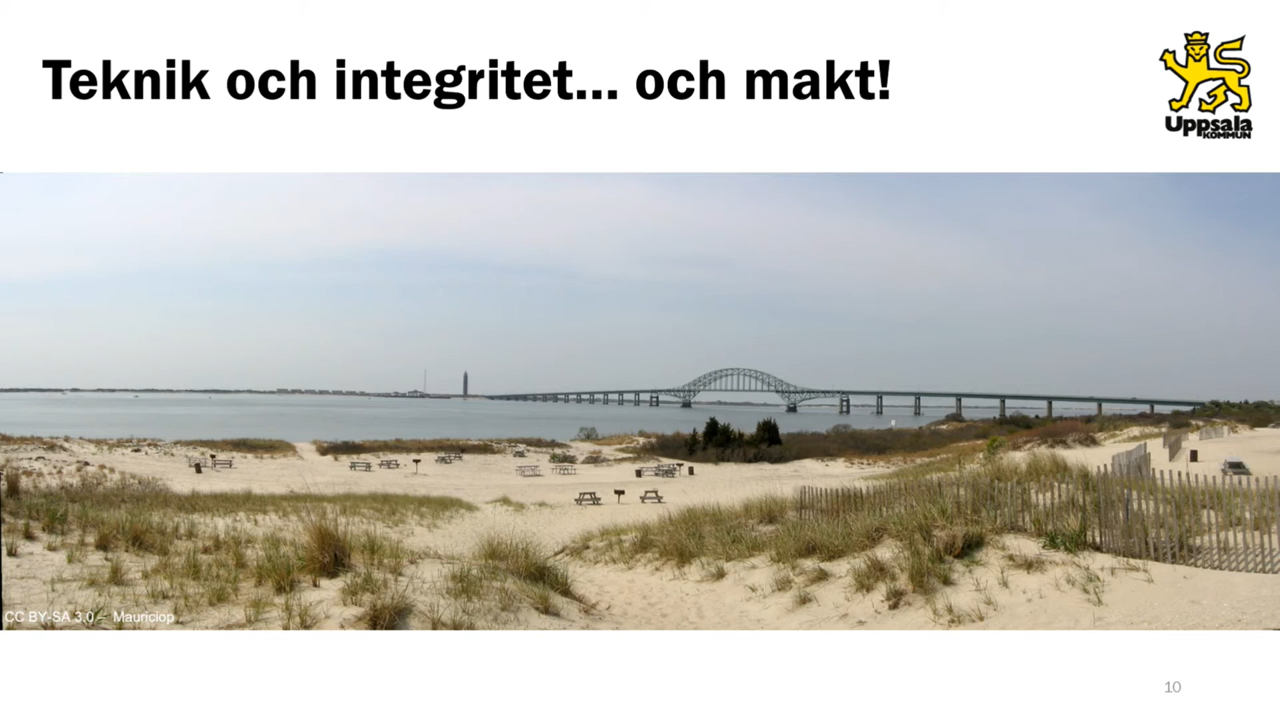 Teknik och integritet... och makt!
Uppsala
KOMMUN
CC BY-SA 3.0 – Mauriciop
10